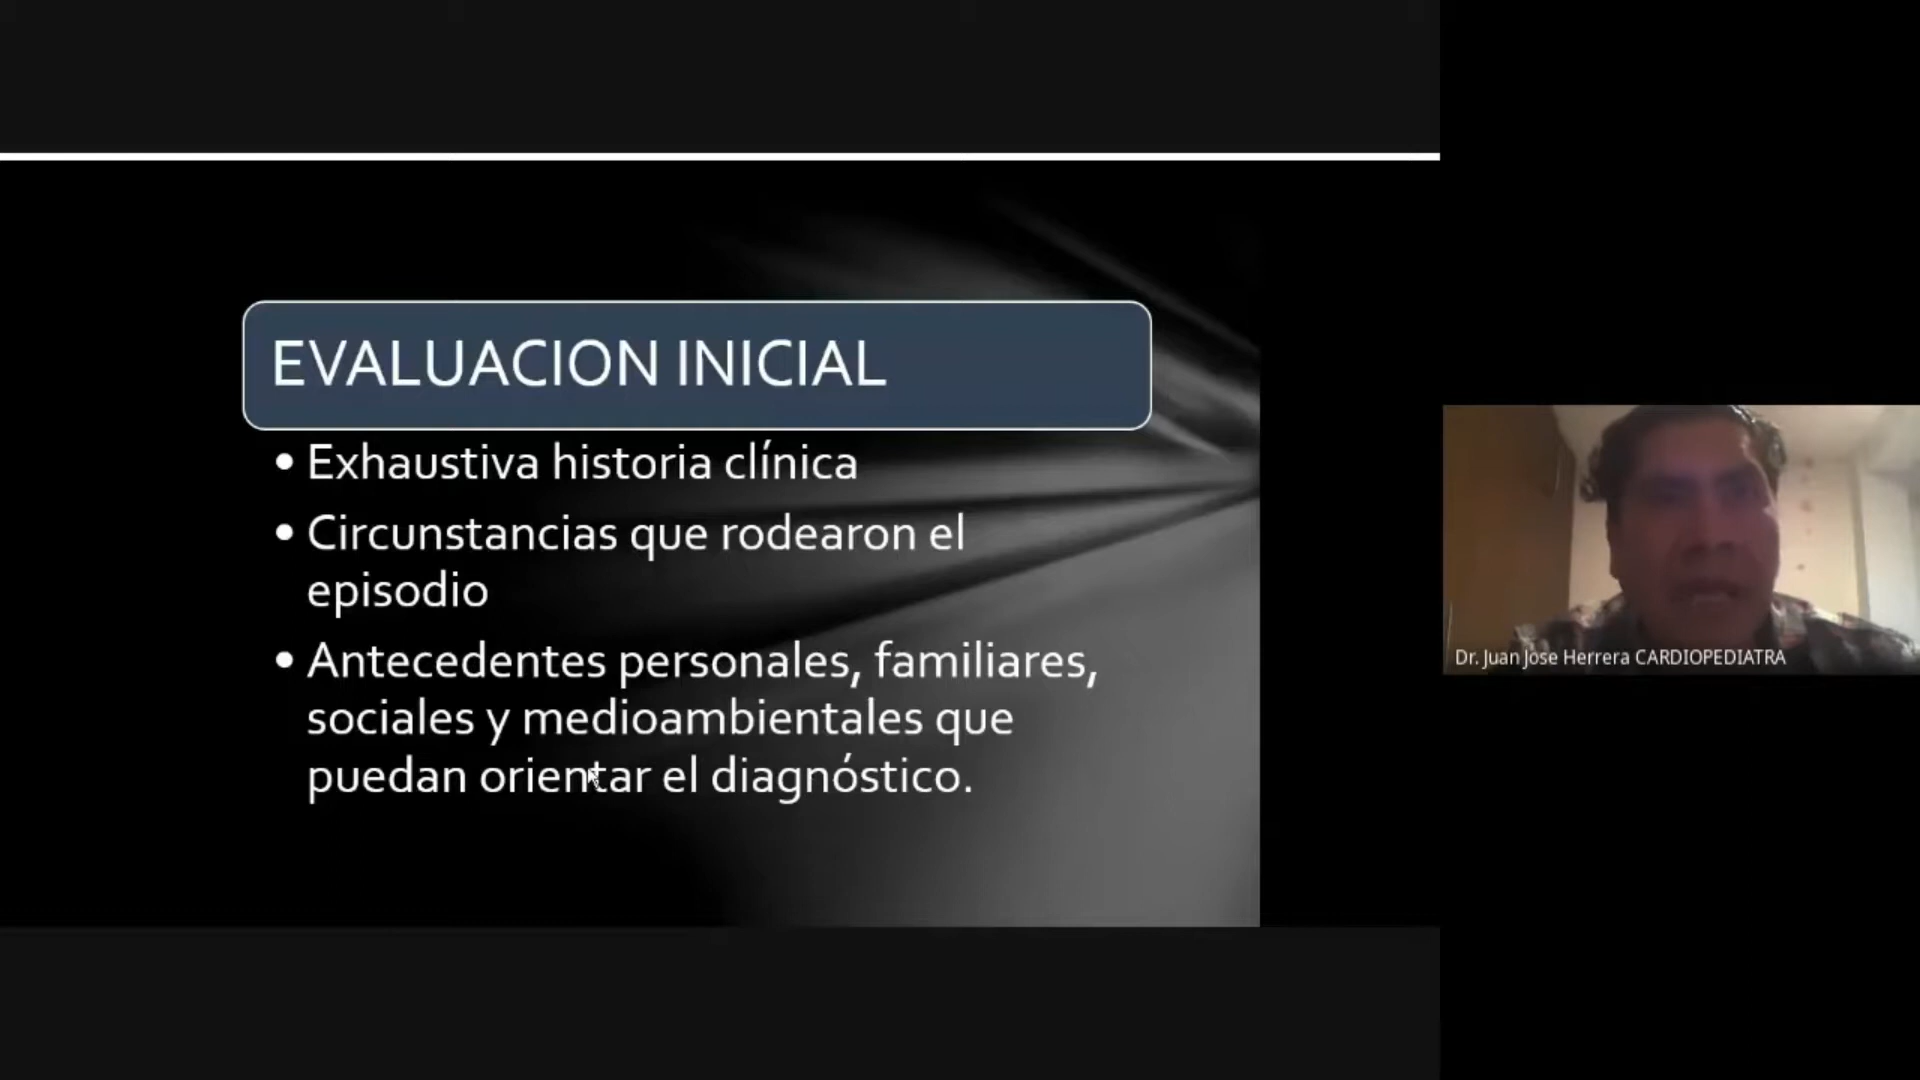 EVALUACION INICIAL
• Exhaustiva historia clínica
• Circunstancias que rodearon el
episodio
• Antecedentes personales, familiares,
sociales y medioambientales que
puedan orientar el diagnóstico.
Dr. Juan Jose Herrera CARDIOPEDIATRA